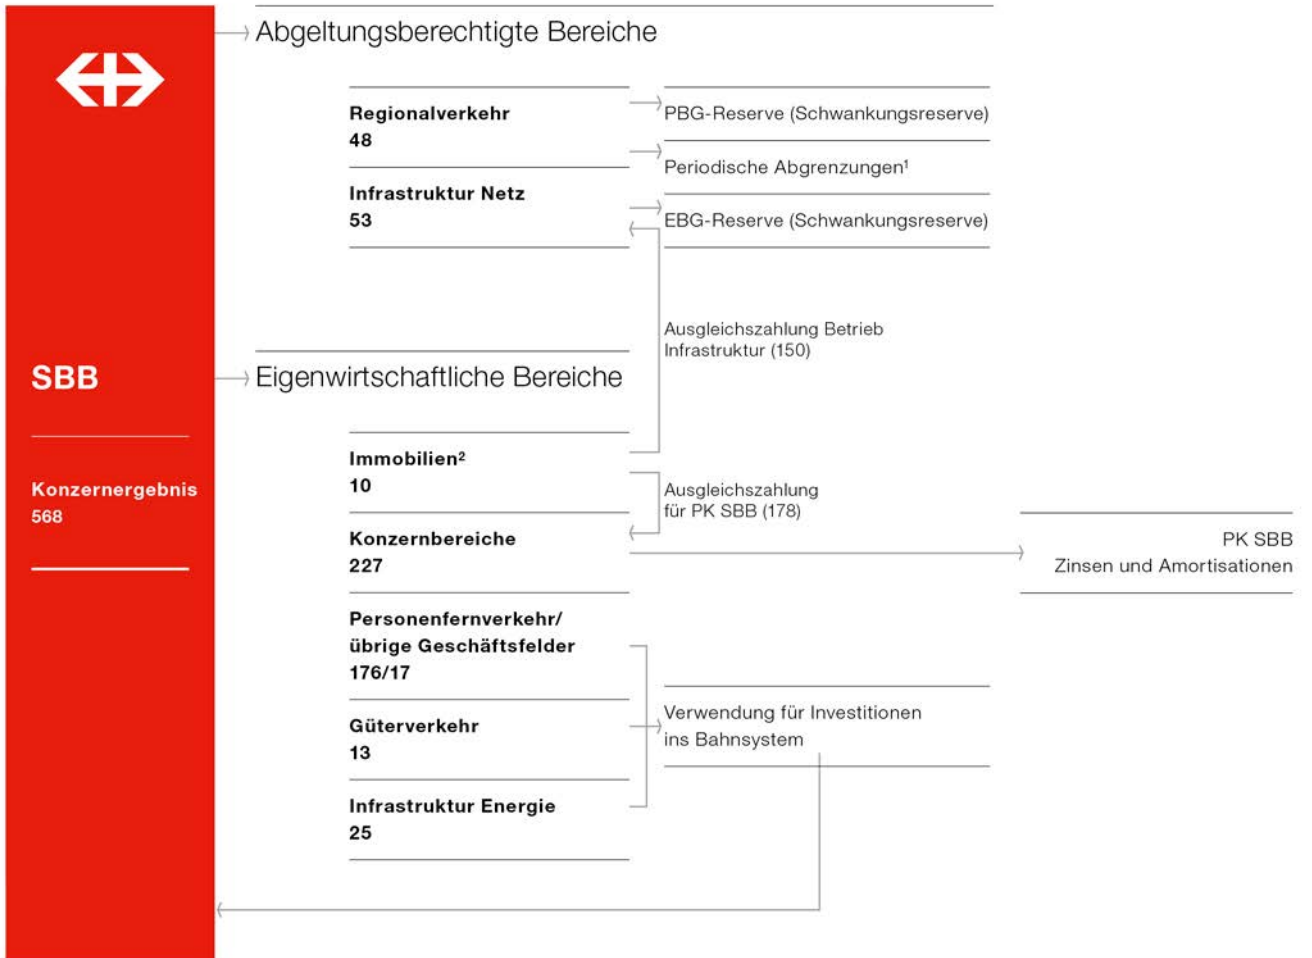 Abgeltungsberechtigte Bereiche
Regionalverkehr
48
PBG-Reserve (Schwankungsreserve)
Periodische Abgrenzungen¹
Infrastruktur Netz
53
EBG-Reserve (Schwankungsreserve)
Ausgleichszahlung Betrieb
Infrastruktur (150)
SBB
Konzernergebnis
568
Eigenwirtschaftliche Bereiche
Immobilien²
10
Ausgleichszahlung
für PK SBB (178)
Konzernbereiche
227
PK SBB
Zinsen und Amortisationen
Personenfernverkehr/
übrige Geschäftsfelder
176/17
Güterverkehr
13
Verwendung für Investitionen
ins Bahnsystem
Infrastruktur Energie
25